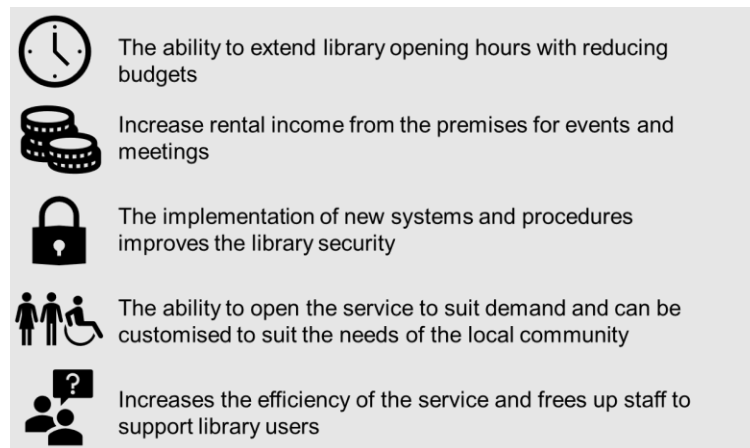 The ability to extend library opening hours with reducing
budgets
Increase rental income from the premises for events and
meetings
The implementation of new systems and procedures
improves the library security
The ability to open the service to suit demand and can be
customised to suit the needs of the local community
?
Increases the efficiency of the service and frees up staff to
support library users